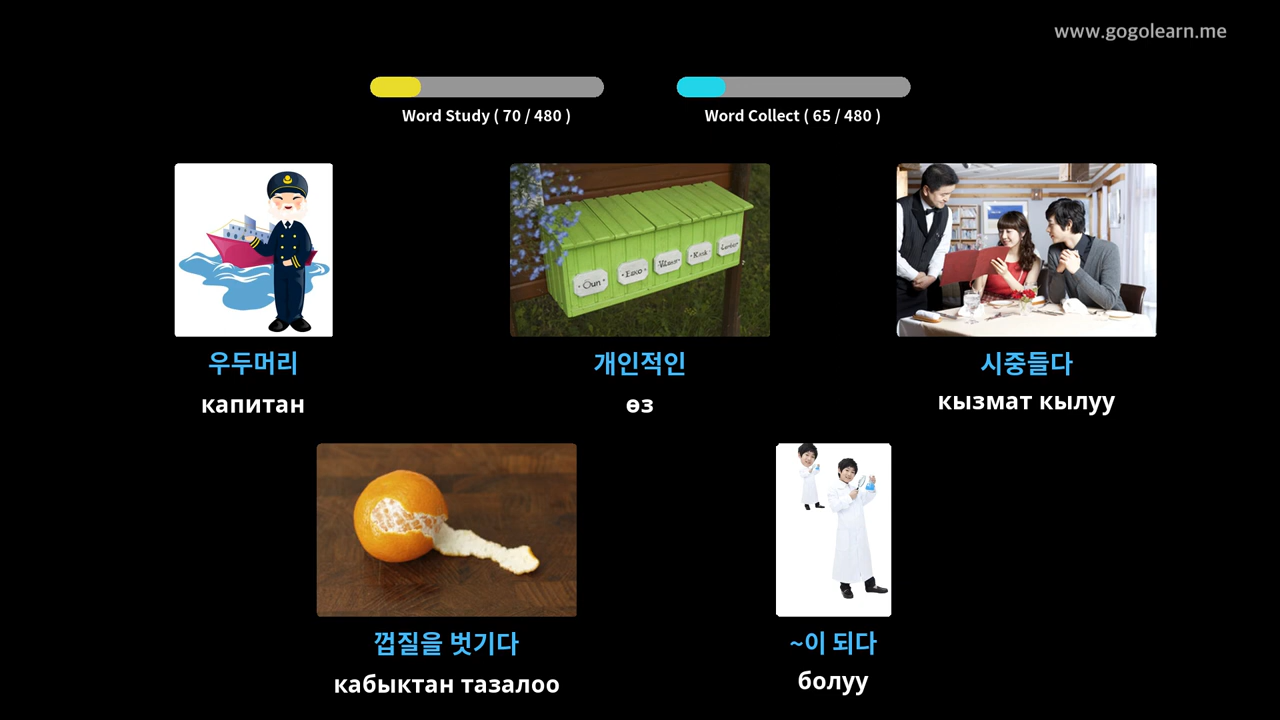 www.gogolearn.me
Word Study ( 70 / 480 )
Word Collect ( 65 / 480 )
우두머리
개인적인
시중들다
капитан
өз
кызмат кылуу
껍질을 벗기다
~이 되다
кабыктан тазалоо
болуу